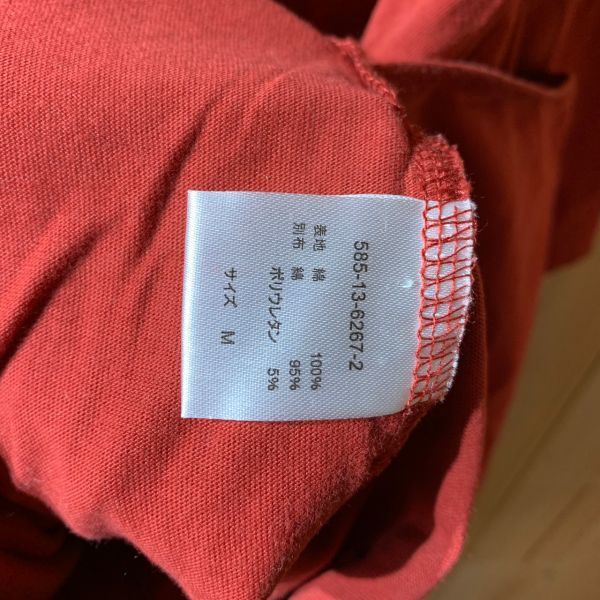 585-13-6267-2
表地 綿 100%
別布 綿 95%
ポリウレタン 5%
サイズ M